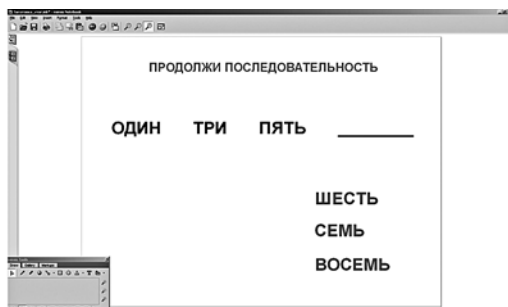 ПРОДОЛЖИ ПОСЛЕДОВАТЕЛЬНОСТЬ
ОДИН ТРИ ПЯТЬ
ШЕСТЬ
СЕМЬ
ВОСЕМЬ